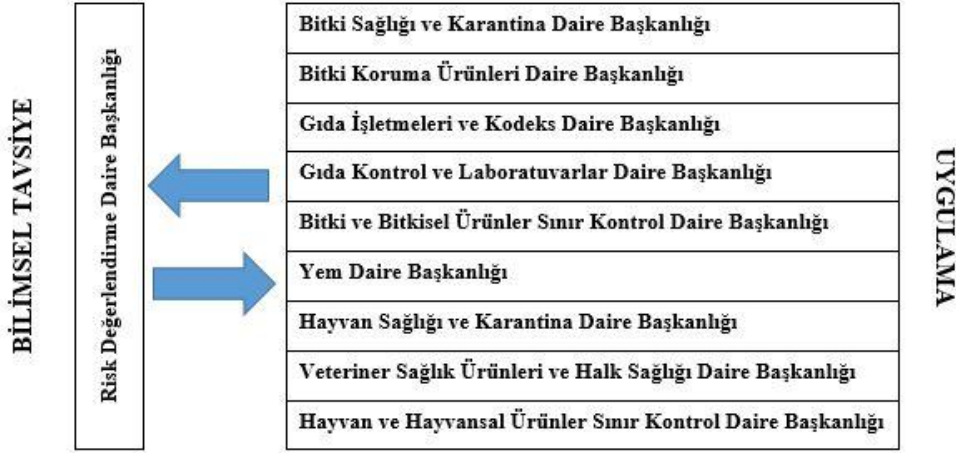 BİLİMSEL TAVSİYE
Risk Değerlendirme Daire Başkanlığı
Bitki Sağlığı ve Karantina Daire Başkanlığı
Bitki Koruma Ürünleri Daire Başkanlığı
Gıda İşletmeleri ve Kodeks Daire Başkanlığı
Gıda Kontrol ve Laboratuvarlar Daire Başkanlığı
Bitki ve Bitkisel Ürünler Sınır Kontrol Daire Başkanlığı
Yem Daire Başkanlığı
Hayvan Sağlığı ve Karantina Daire Başkanlığı
Veteriner Sağlık Ürünleri ve Halk Sağlığı Daire Başkanlığı
Hayvan ve Hayvansal Ürünler Sınır Kontrol Daire Başkanlığı
UYGULAMA